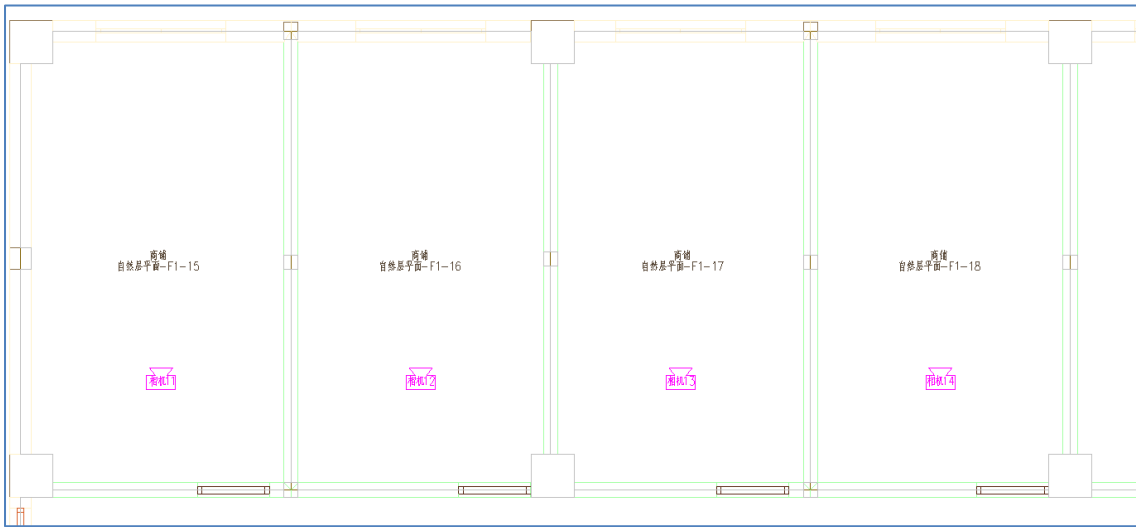 商铺
自然层平面-F1-15
商铺
自然层平面-F1-16
商铺
自然层平面-F1-17
商铺
自然层平面-F1-18
相机11
相机12
相机13
相机14